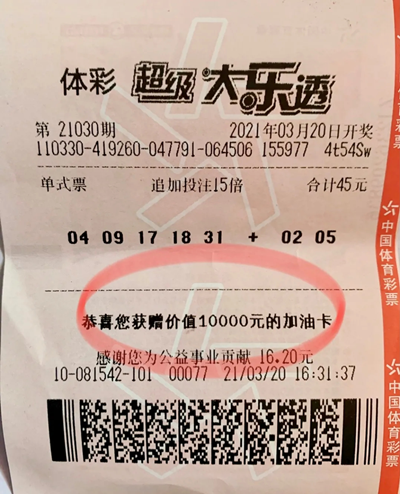 体彩 超级大乐透
第 21030期 2021年03月20日开奖
110330-419260-047791-064506 155977 4t54Sw
单式票 追加投注15倍 合计45元
04 09 17 18 31 + 02 05
恭喜您获赠价值10000元的加油卡
感谢您为公益事业贡献 16.20元
10-081542-101 00077 21/03/20 16:31:37
中国体育彩票
中国体育彩票